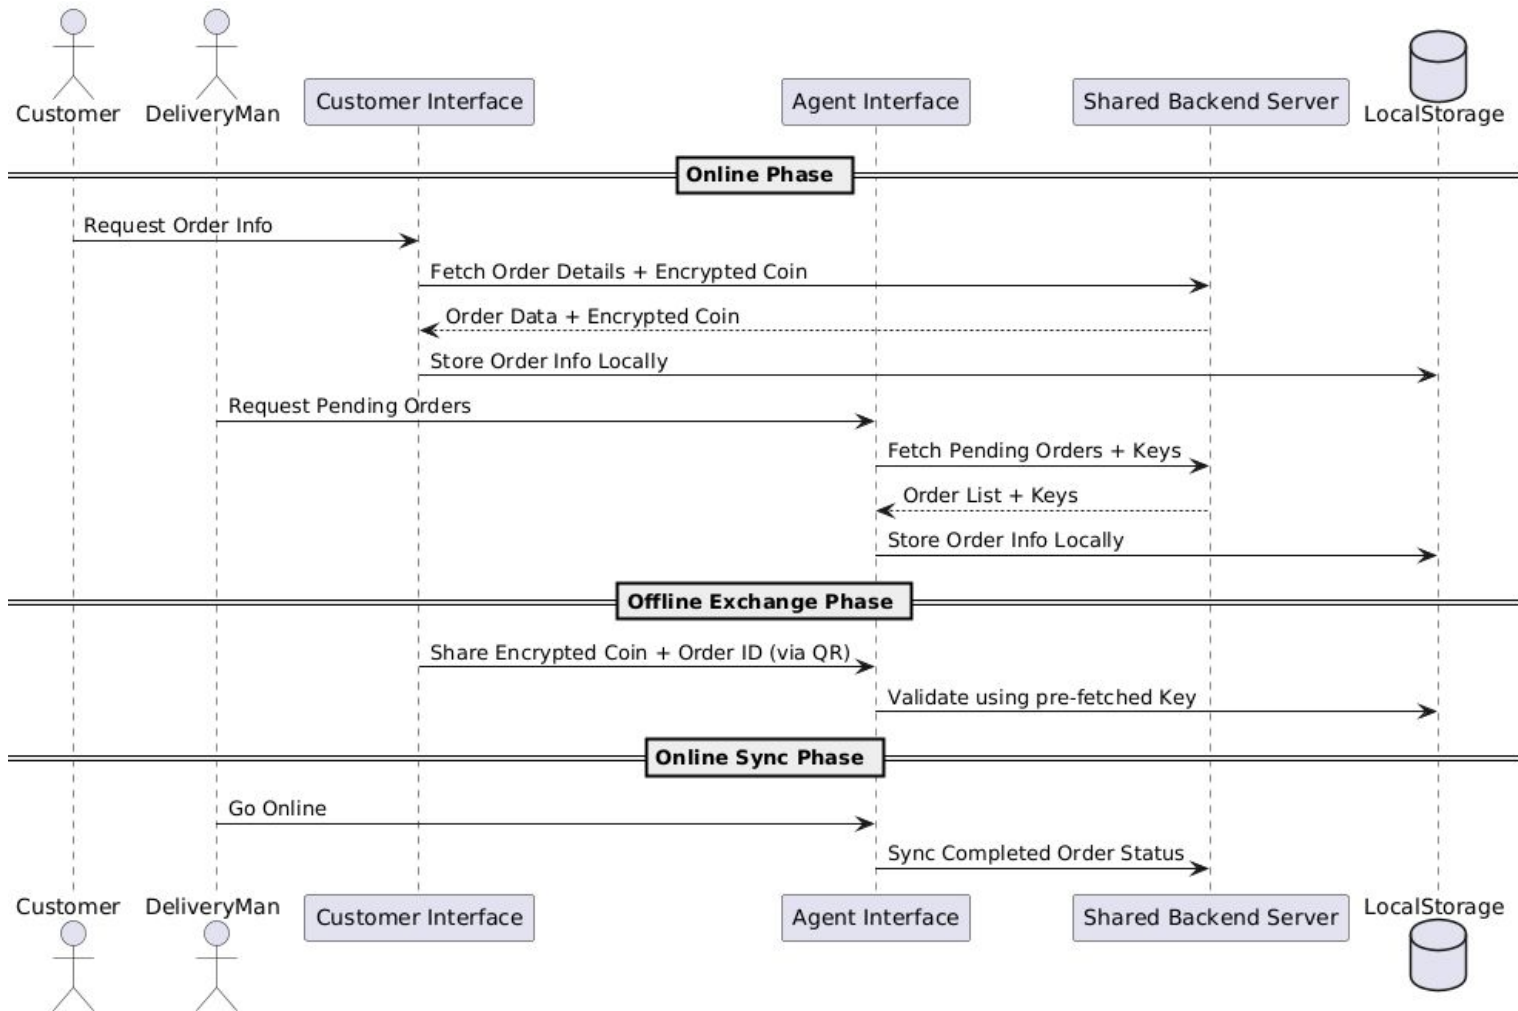 Customer
DeliveryMan
Customer Interface
Agent Interface
Shared Backend Server
LocalStorage
Online Phase
Request Order Info
Fetch Order Details + Encrypted Coin
Order Data + Encrypted Coin
Store Order Info Locally
Request Pending Orders
Fetch Pending Orders + Keys
Order List + Keys
Store Order Info Locally
Offline Exchange Phase
Share Encrypted Coin + Order ID (via QR)
Validate using pre-fetched Key
Online Sync Phase
Go Online
Sync Completed Order Status
Customer
DeliveryMan
Customer Interface
Agent Interface
Shared Backend Server
LocalStorage